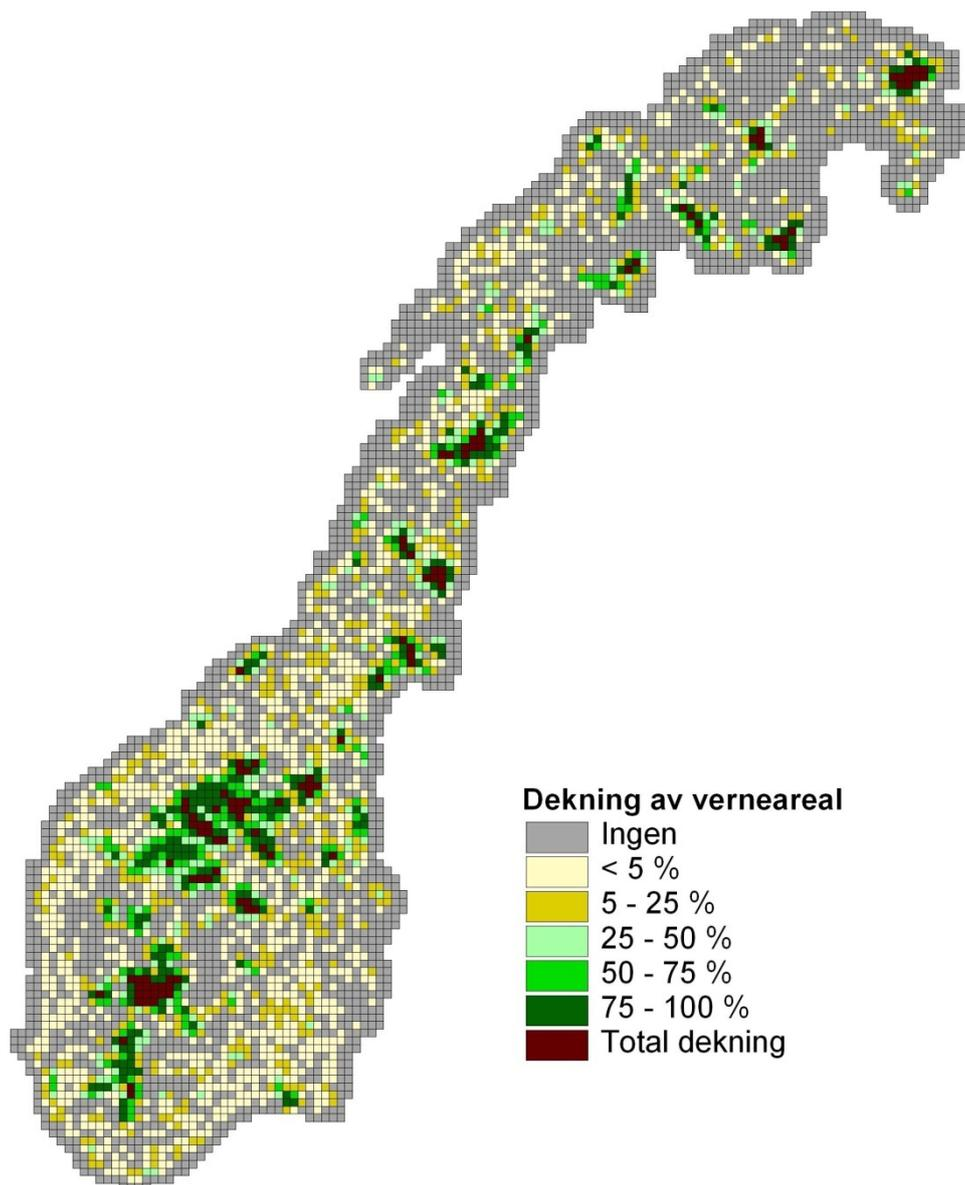 Dekning av verneareal
Ingen
< 5 %
5 - 25 %
25 - 50 %
50 - 75 %
75 - 100 %
Total dekning